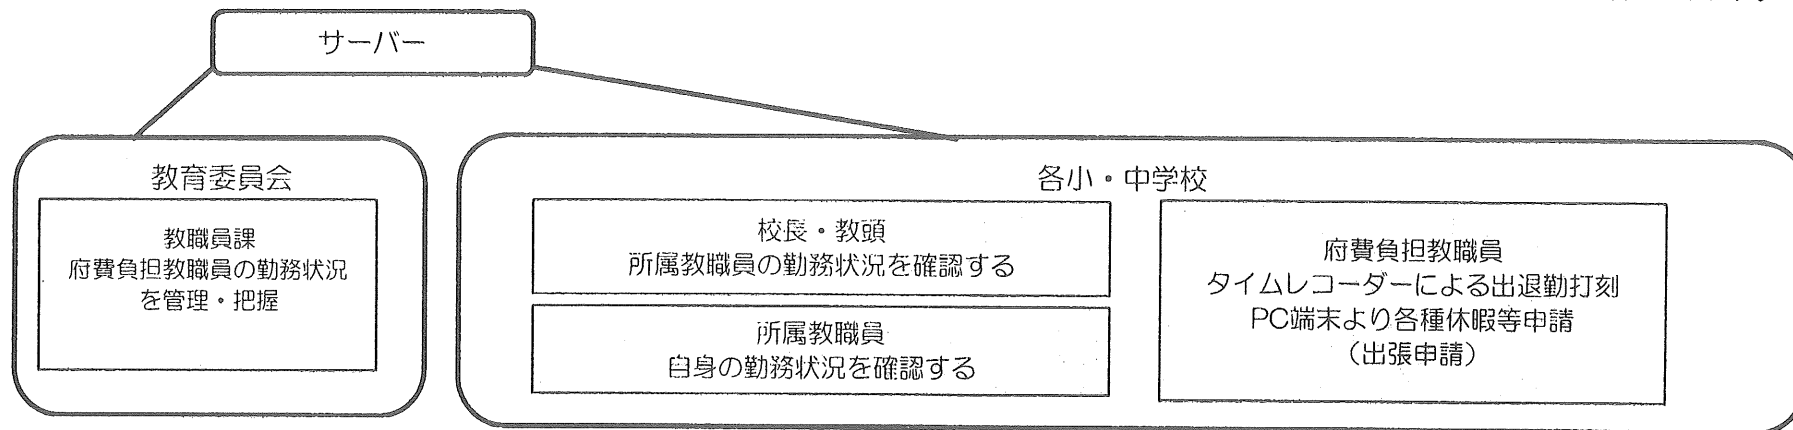 サーバー
教育委員会
教職員課
府費負担教職員の勤務状況
を管理・把握
各小・中学校
校長・教頭
所属教職員の勤務状況を確認する
所属教職員
自身の勤務状況を確認する
府費負担教職員
タイムレコーダーによる出退勤打刻
PC端末より各種休暇等申請
（出張申請）